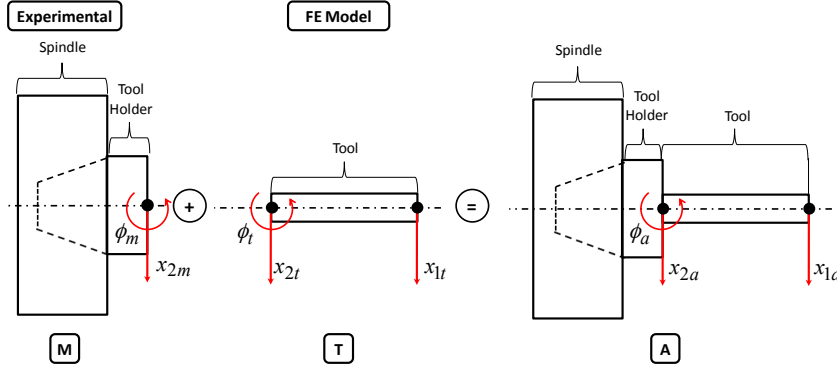 Experimental
FE Model
Spindle
Tool
Holder
ϕm
x2m
+
Tool
ϕt
x2t
x1t
=
Spindle
Tool
Holder
Tool
ϕa
x2a
x1a
M
T
A